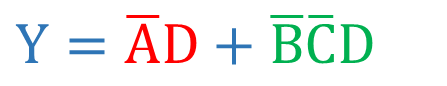 Y = A̅D + B̅C̅D